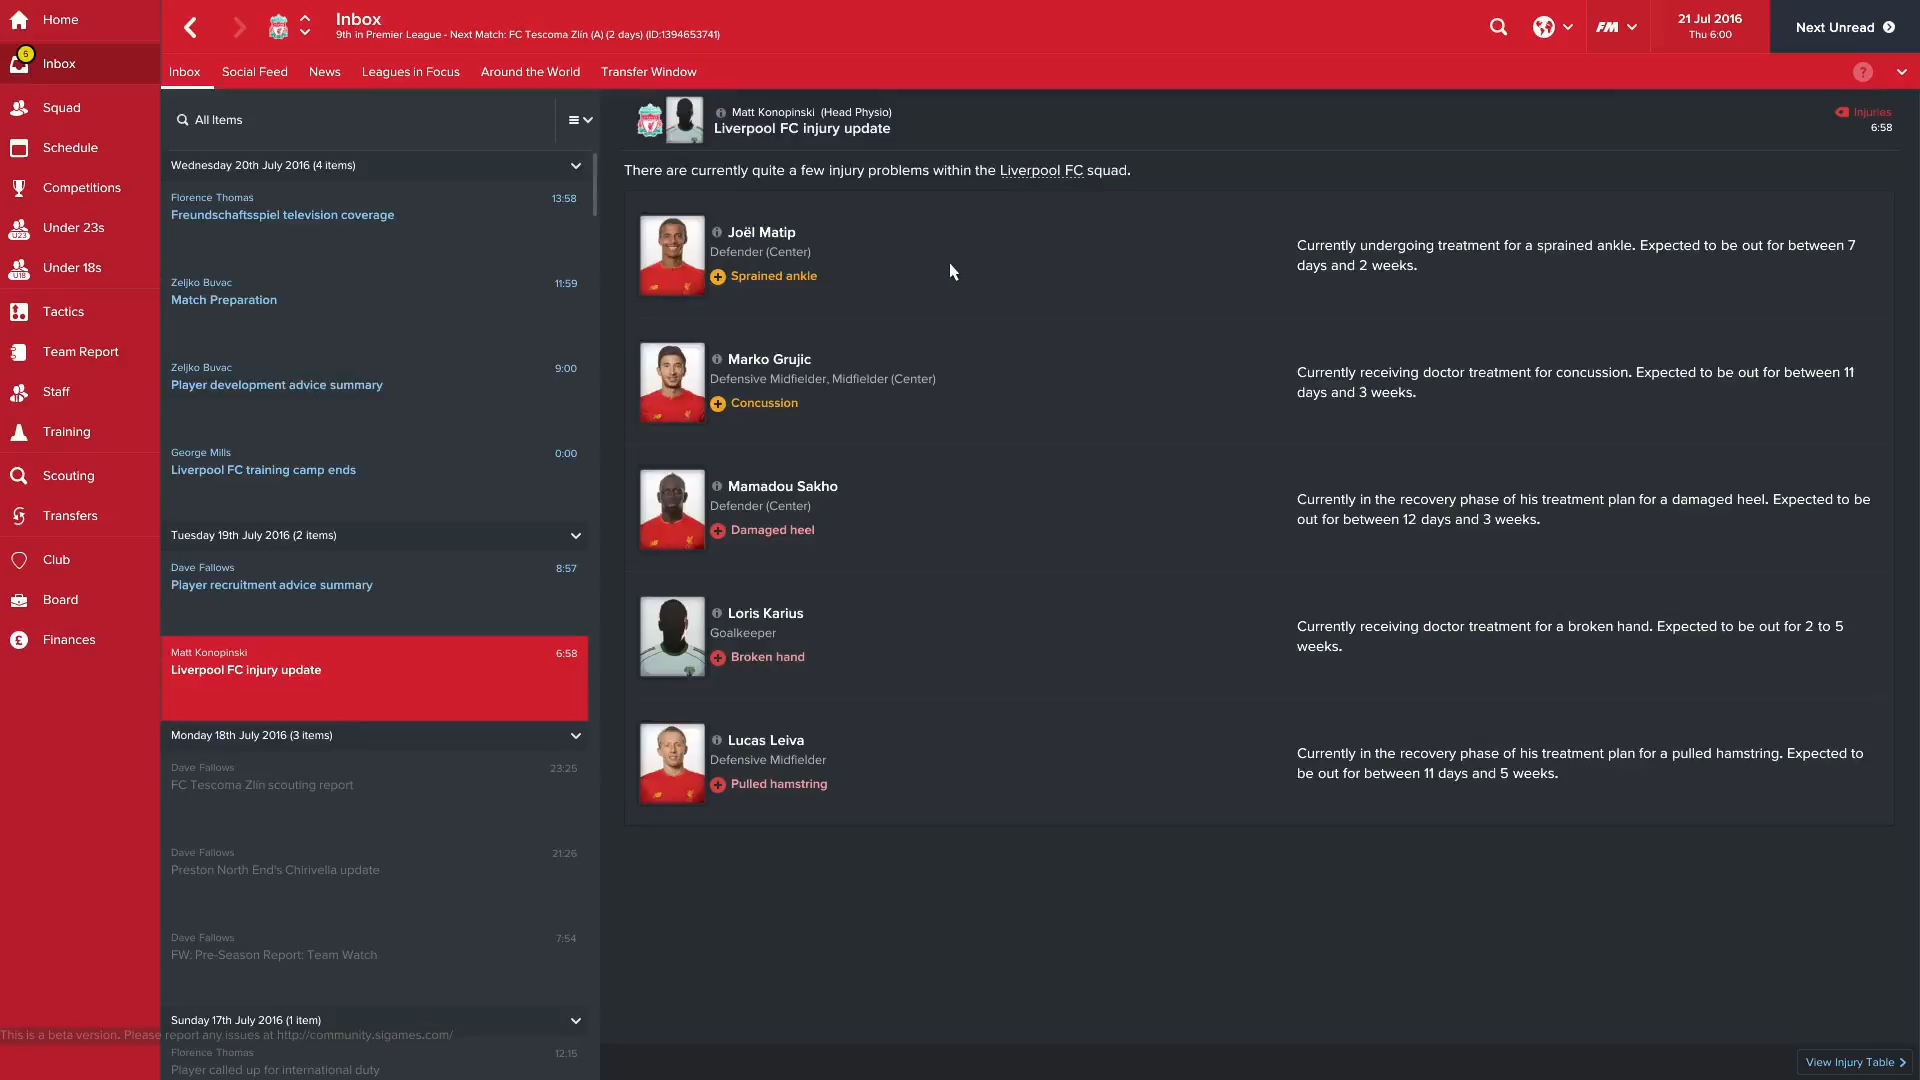 Home
6
Inbox
Squad
Schedule
Competitions
U23
Under 23s
U18
Under 18s
Tactics
Team Report
Staff
Training
Scouting
Transfers
Club
Board
£
Finances
Inbox
9th in Premier League - Next Match: FC Tescoma Zlín (A) (2 days) (ID:1394653741)
FM
21 Jul 2016
Thu 6:00
Next Unread
Inbox
Social Feed
News
Leagues in Focus
Around the World
Transfer Window
?
All Items
Wednesday 20th July 2016 (4 items)
Florence Thomas
13:58
Freundschaftsspiel television coverage
Zeljko Buvac
11:59
Match Preparation
Zeljko Buvac
9:00
Player development advice summary
George Mills
0:00
Liverpool FC training camp ends
Tuesday 19th July 2016 (2 items)
Dave Fallows
8:57
Player recruitment advice summary
Matt Konopinski
6:58
Liverpool FC injury update
Monday 18th July 2016 (3 items)
Dave Fallows
23:25
FC Tescoma Zlín scouting report
Dave Fallows
21:26
Preston North End's Chirivella update
Dave Fallows
7:54
FW: Pre-Season Report: Team Watch
Sunday 17th July 2016 (1 item)
This is a beta version. Please report any issues at http://community.sigames.com/
Florence Thomas
12:15
Player called up for international duty
Matt Konopinski (Head Physio)
Liverpool FC injury update
Injuries
6:58
There are currently quite a few injury problems within the Liverpool FC squad.
Joël Matip
Defender (Center)
Sprained ankle
Currently undergoing treatment for a sprained ankle. Expected to be out for between 7
days and 2 weeks.
Marko Grujic
Defensive Midfielder, Midfielder (Center)
Concussion
Currently receiving doctor treatment for concussion. Expected to be out for between 11
days and 3 weeks.
Mamadou Sakho
Defender (Center)
Damaged heel
Currently in the recovery phase of his treatment plan for a damaged heel. Expected to be
out for between 12 days and 3 weeks.
Loris Karius
Goalkeeper
Broken hand
Currently receiving doctor treatment for a broken hand. Expected to be out for 2 to 5
weeks.
Lucas Leiva
Defensive Midfielder
Pulled hamstring
Currently in the recovery phase of his treatment plan for a pulled hamstring. Expected to
be out for between 11 days and 5 weeks.
View Injury Table